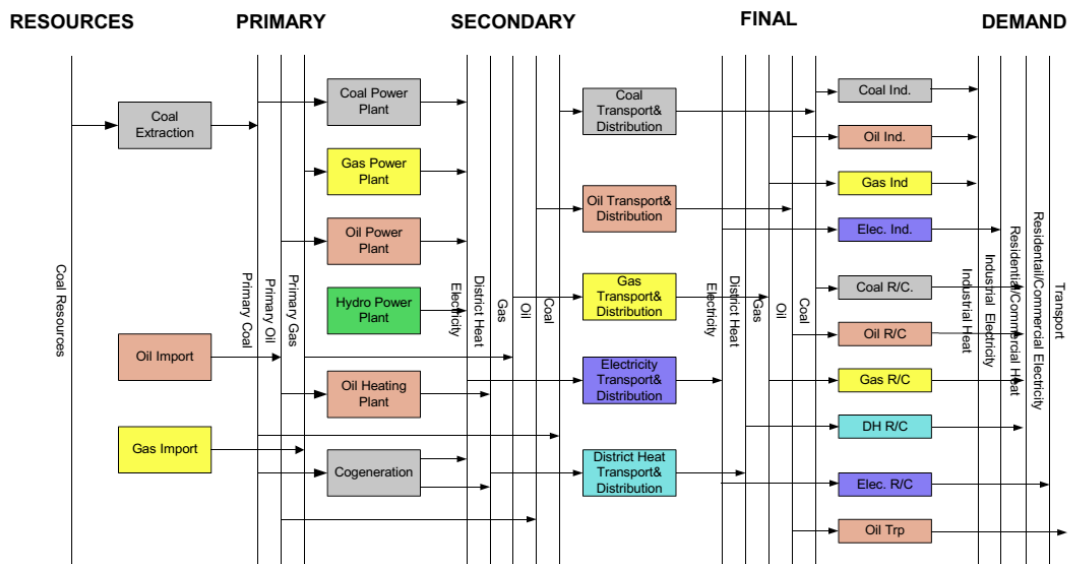 RESOURCES
PRIMARY
SECONDARY
FINAL
DEMAND
Coal Resources
Coal
Extraction
Oil Import
Gas Import
Primary Coal
Primary Oil
Primary Gas
Coal Power
Plant
Gas Power
Plant
Oil Power
Plant
Hydro Power
Plant
Oil Heating
Plant
Cogeneration
Electricity
District Heat
Gas
Oil
Coal
Coal
Transport&
Distribution
Oil Transport&
Distribution
Gas
Transport&
Distribution
Electricity
Transport&
Distribution
District Heat
Transport&
Distribution
Electricity
District Heat
Gas
Oil
Coal
Coal Ind.
Oil Ind.
Gas Ind
Elec. Ind.
Coal R/C.
Oil R/C
Gas R/C
DH R/C
Elec. R/C
Oil Trp
Industrial Heat
Industrial Electricity
Residential/Commercial Heat
Residentail/Commercial Electricity
Transport